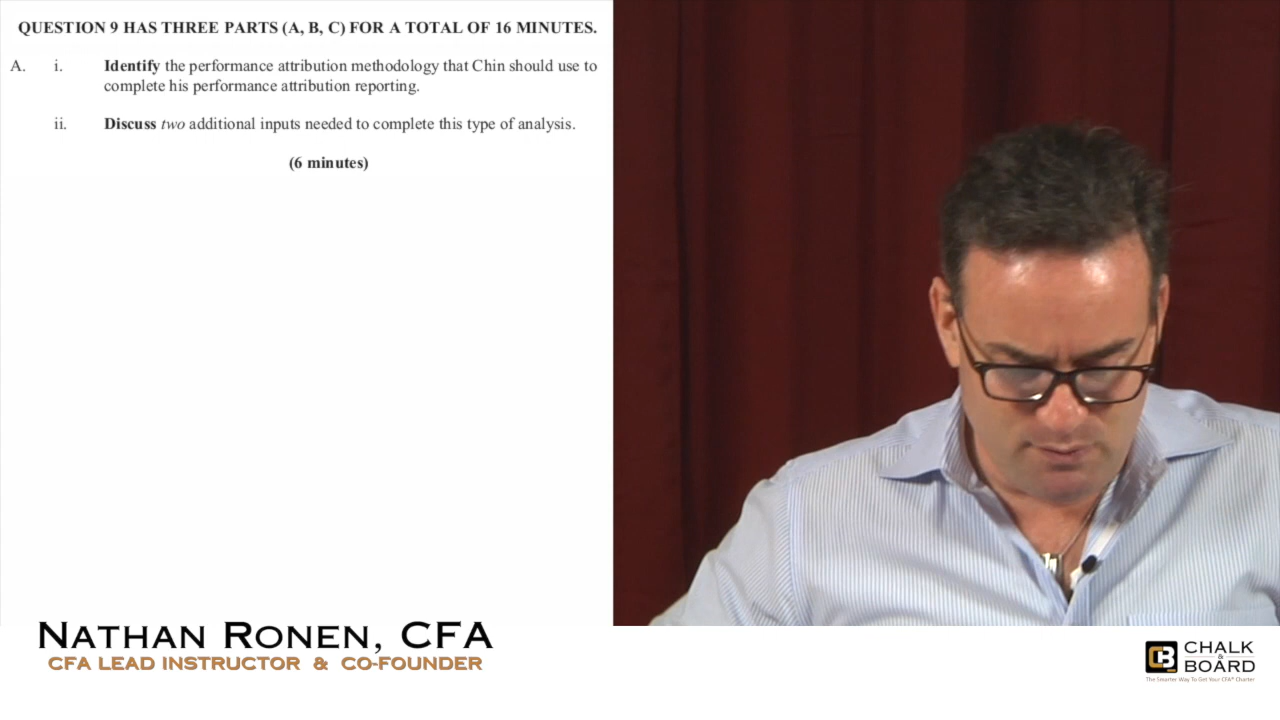 QUESTION 9 HAS THREE PARTS (A, B, C) FOR A TOTAL OF 16 MINUTES.
A. i. Identify the performance attribution methodology that Chin should use to
complete his performance attribution reporting.
ii. Discuss two additional inputs needed to complete this type of analysis.
(6 minutes)
NATHAN RONEN, CFA
CFA LEAD INSTRUCTOR & CO-FOUNDER
CB
CHALK
&
BOARD
The Smarter Way To Get Your CFA® Charter